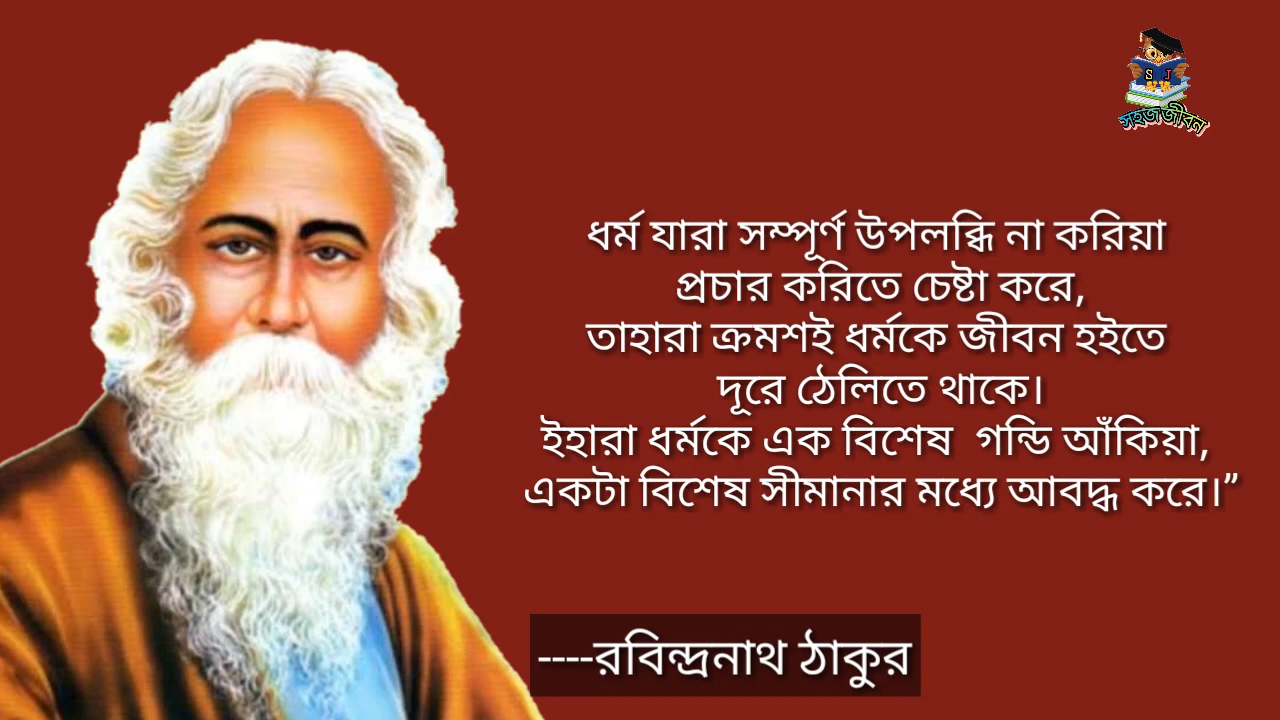 S J
সহজ জীবন
ধর্ম যারা সম্পূর্ণ উপলব্ধি না করিয়া
প্রচার করিতে চেষ্টা করে,
তাহারা ক্রমশই ধর্মকে জীবন হইতে
দূরে ঠেলিতে থাকে।
ইহারা ধর্মকে এক বিশেষ গন্ডি আঁকিয়া,
একটা বিশেষ সীমানার মধ্যে আবদ্ধ করে।”
----রবিন্দ্রনাথ ঠাকুর